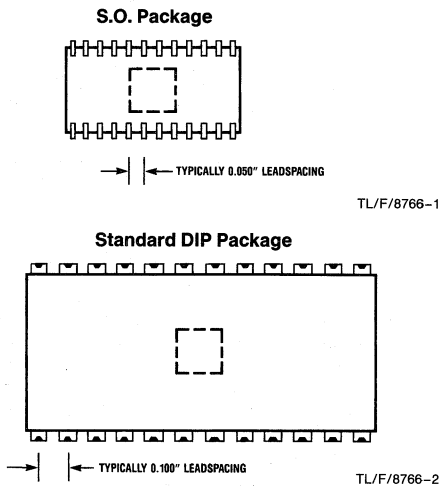 S.O. Package
TYPICALLY 0.050" LEADSPACING
TL/F/8766-1
Standard DIP Package
TYPICALLY 0.100" LEADSPACING
TL/F/8766-2